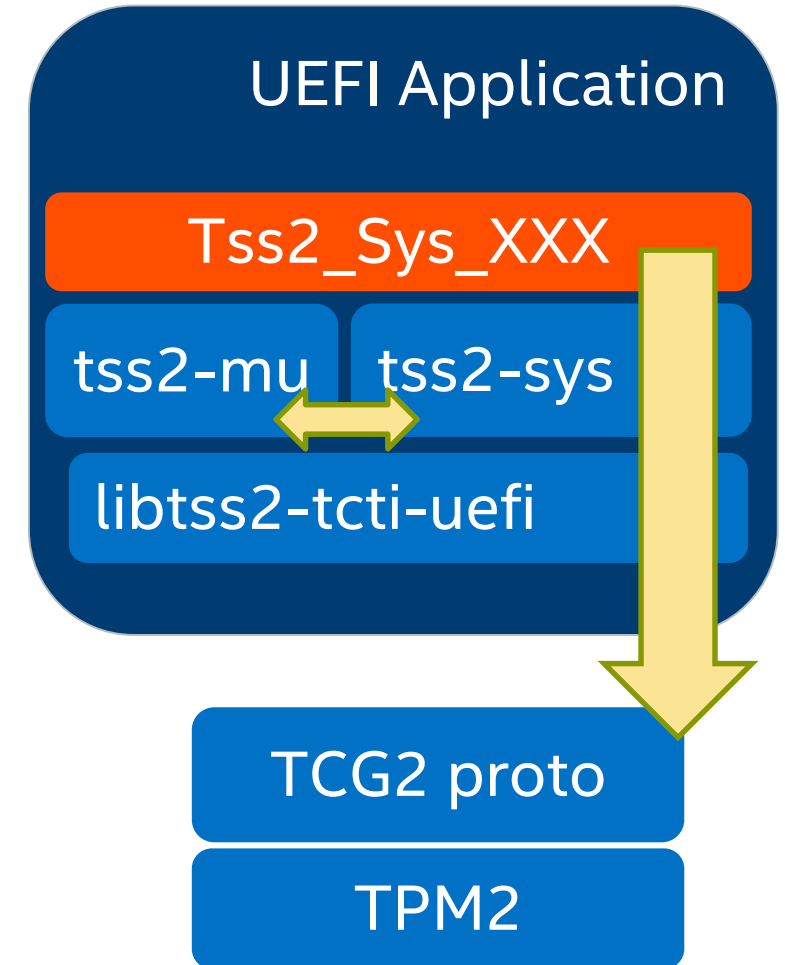 UEFI Application
Tss2_Sys_XXX
tss2-mu
tss2-sys
libtss2-tcti-uefi
TCG2 proto
TPM2